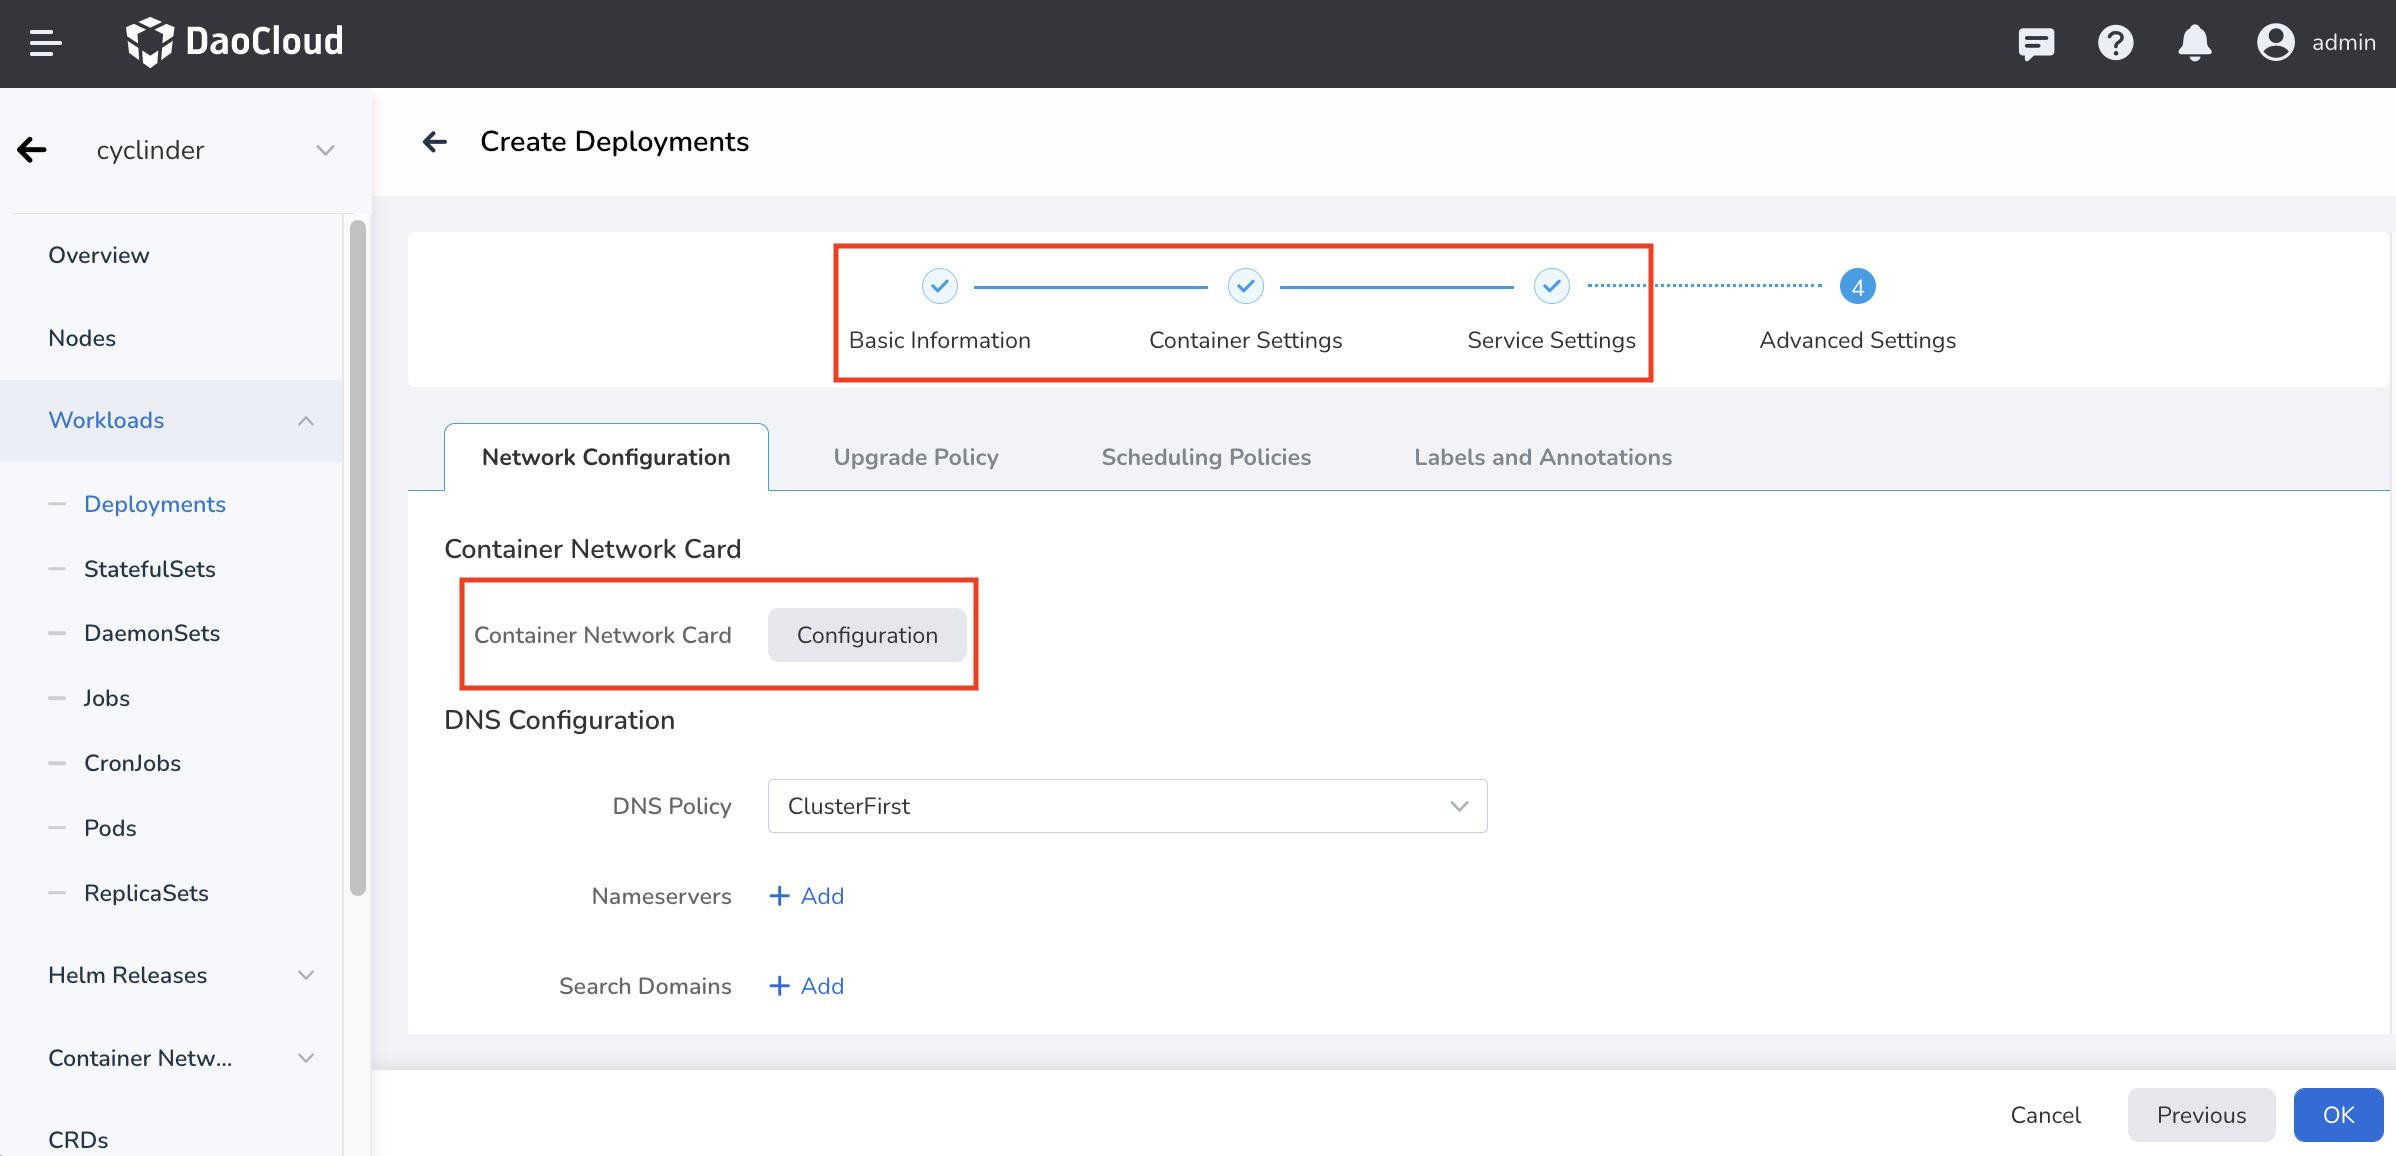 DaoCloud
admin
cyclinder
Create Deployments
Overview
Nodes
Workloads
Deployments
StatefulSets
DaemonSets
Jobs
CronJobs
Pods
ReplicaSets
Helm Releases
Container Netw...
CRDs
4
Basic Information
Container Settings
Service Settings
Advanced Settings
Network Configuration
Upgrade Policy
Scheduling Policies
Labels and Annotations
Container Network Card
Container Network Card
Configuration
DNS Configuration
DNS Policy
ClusterFirst
Nameservers
Add
Search Domains
Add
Cancel
Previous
OK